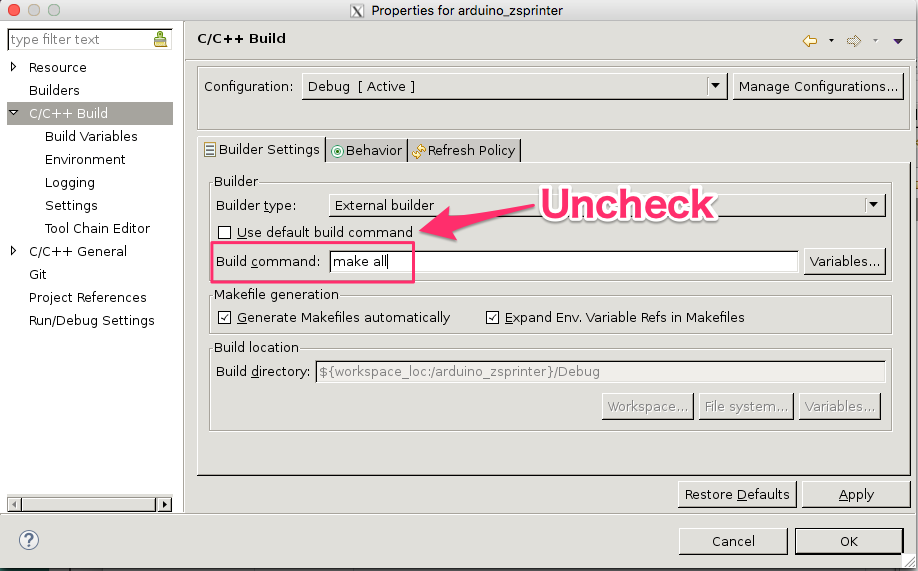 Properties for arduino_zsprinter
type filter text
Resource
Builders
C/C++ Build
Build Variables
Environment
Logging
Settings
Tool Chain Editor
C/C++ General
Git
Project References
Run/Debug Settings
C/C++ Build
Configuration: Debug [ Active ] Manage Configurations...
Builder Settings Behavior Refresh Policy
Builder
Builder type: External builder
Uncheck
Use default build command
Build command: make all Variables...
Makefile generation
Generate Makefiles automatically Expand Env. Variable Refs in Makefiles
Build location
Build directory: ${workspace_loc:/arduino_zsprinter}/Debug
Workspace... File system... Variables...
Restore Defaults Apply
Cancel OK